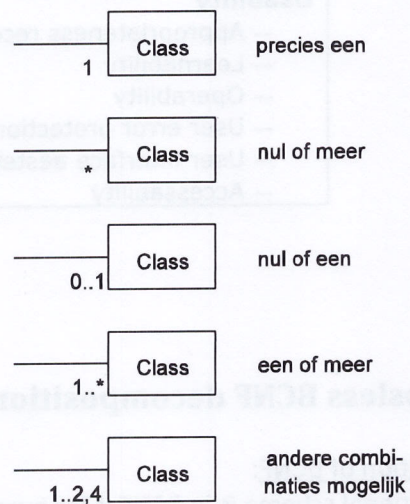 Class precies een
1
Class nul of meer
*
Class nul of een
0..1
Class een of meer
1..*
Class andere combi-
naties mogelijk
1..2,4